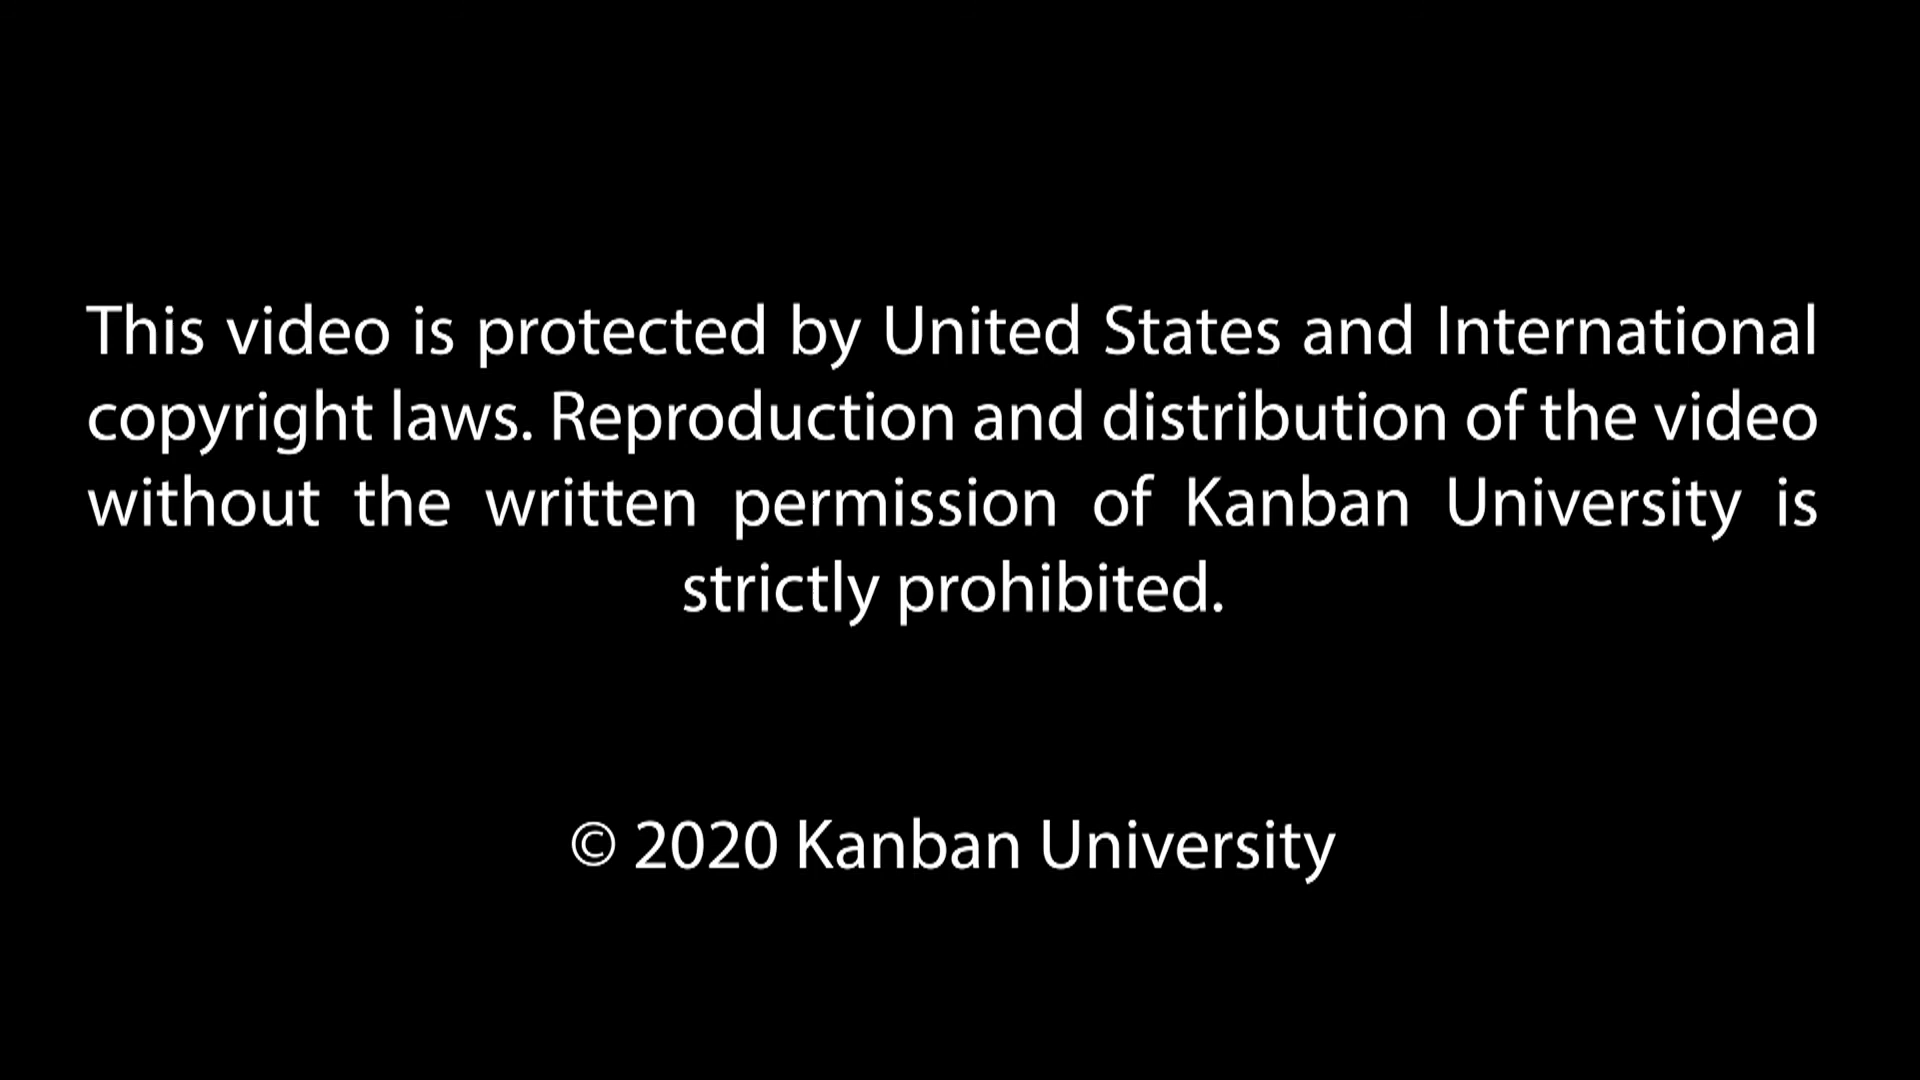 This video is protected by United States and International
copyright laws. Reproduction and distribution of the video
without the written permission of Kanban University is
strictly prohibited.
© 2020 Kanban University